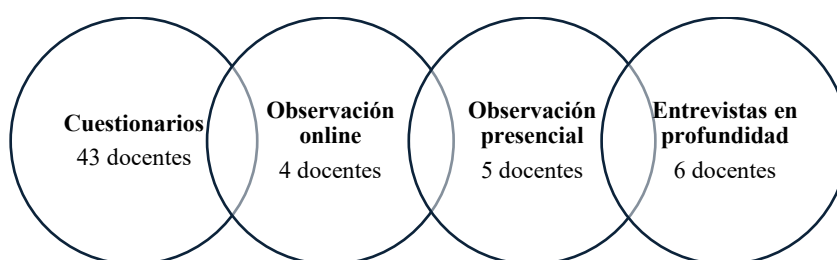 Cuestionarios
43 docentes
Observación
online
4 docentes
Observación
presencial
5 docentes
Entrevistas en
profundidad
6 docentes